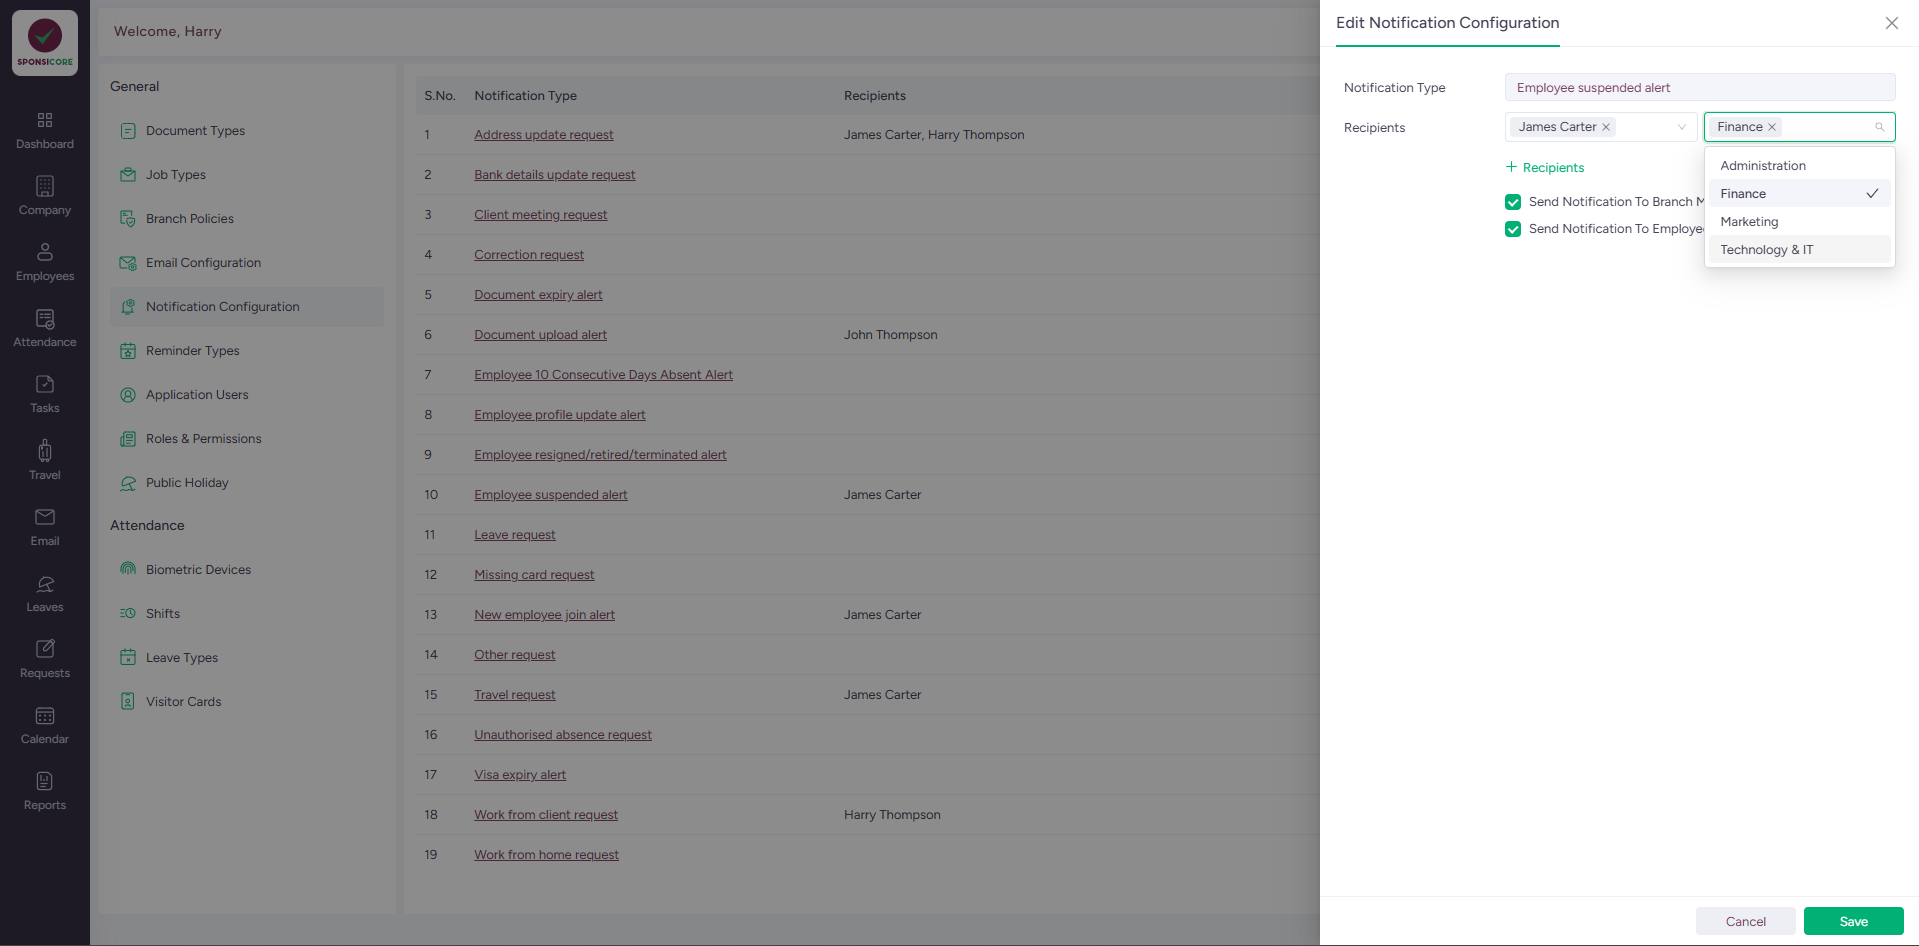 SPONSICORE
Dashboard
Company
Employees
Attendance
Tasks
Travel
Email
Leaves
Requests
Calendar
Reports
Welcome, Harry
General
Document Types
Job Types
Branch Policies
Email Configuration
Notification Configuration
Reminder Types
Application Users
Roles & Permissions
Public Holiday
Attendance
Biometric Devices
Shifts
Leave Types
Visitor Cards
S.No. Notification Type Recipients
1 Address update request James Carter, Harry Thompson
2 Bank details update request
3 Client meeting request
4 Correction request
5 Document expiry alert
6 Document upload alert John Thompson
7 Employee 10 Consecutive Days Absent Alert
8 Employee profile update alert
9 Employee resigned/retired/terminated alert
10 Employee suspended alert James Carter
11 Leave request
12 Missing card request
13 New employee join alert James Carter
14 Other request
15 Travel request James Carter
16 Unauthorised absence request
17 Visa expiry alert
18 Work from client request Harry Thompson
19 Work from home request
Edit Notification Configuration
Notification Type Employee suspended alert
Recipients James Carter Finance
Recipients
Administration
Finance
Marketing
Technology & IT
Send Notification To Branch
Send Notification To
Cancel Save